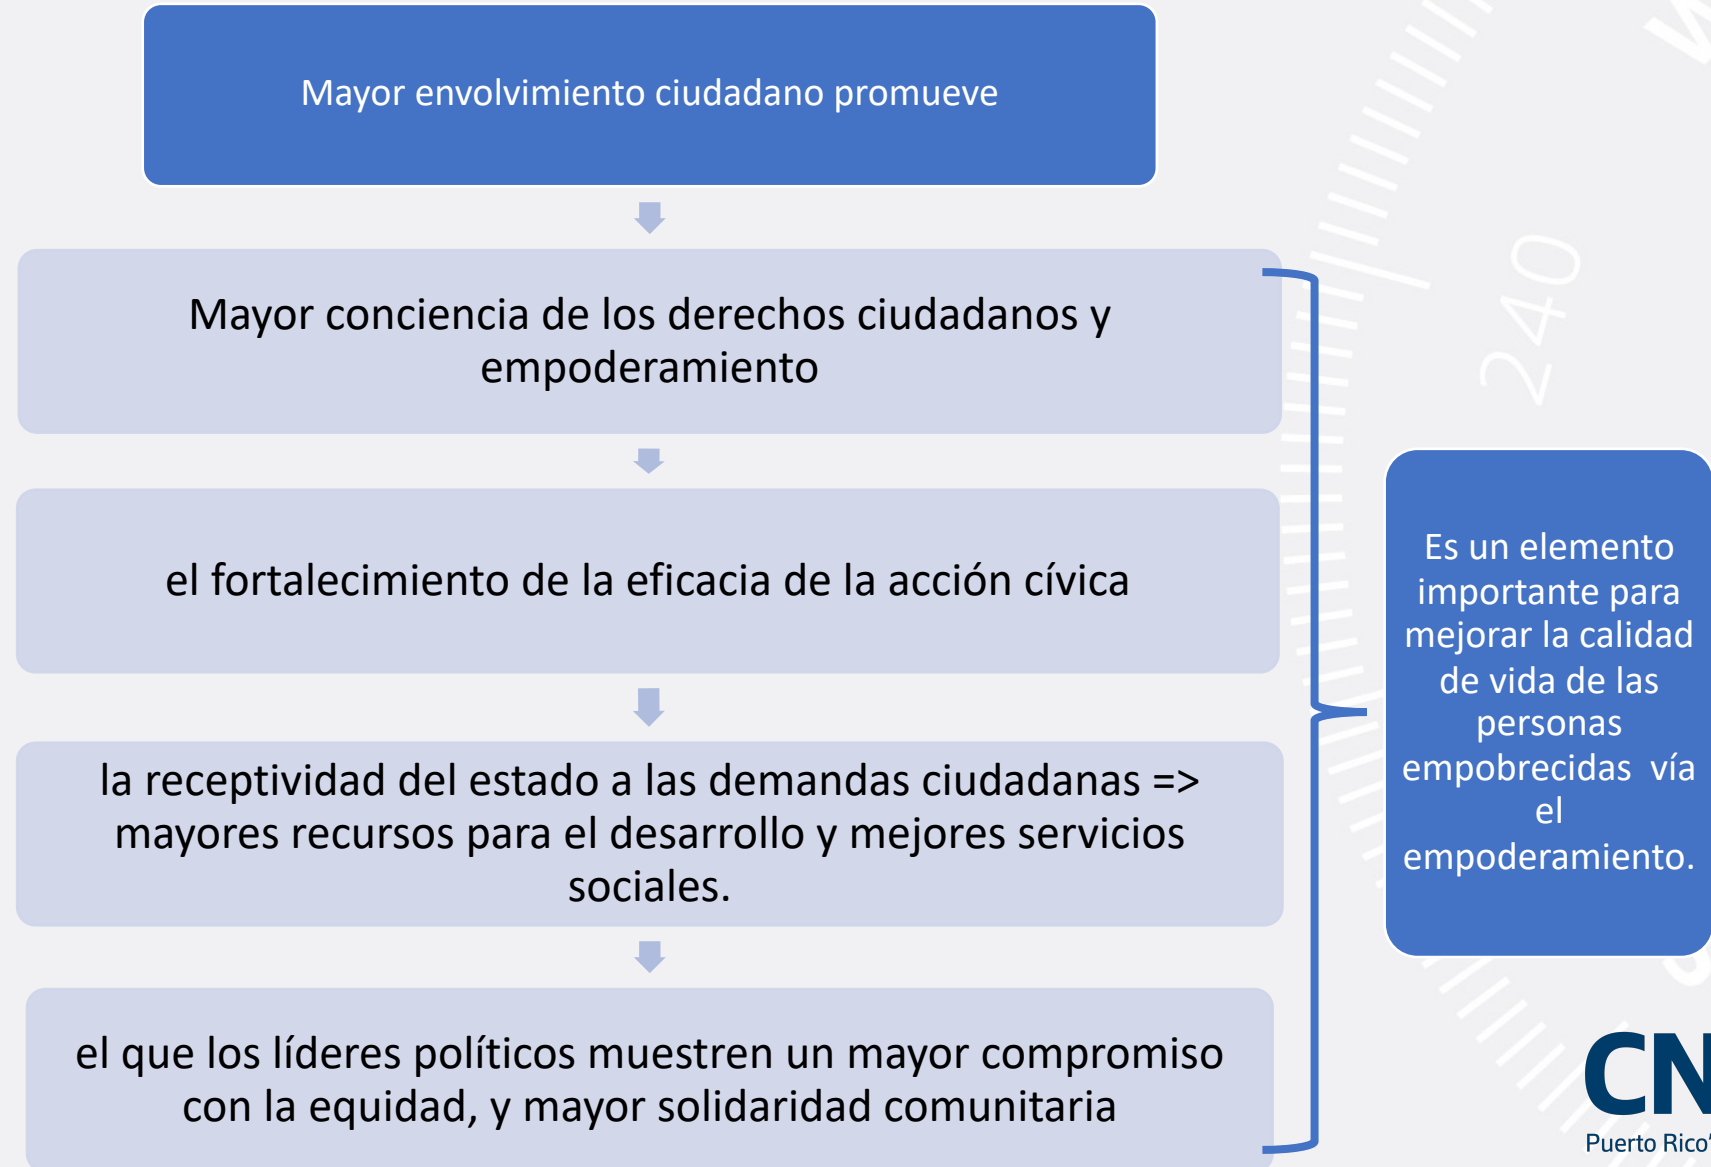 Mayor envolvimiento ciudadano promueve
Mayor conciencia de los derechos ciudadanos y
empoderamiento
el fortalecimiento de la eficacia de la acción cívica
la receptividad del estado a las demandas ciudadanas =>
mayores recursos para el desarrollo y mejores servicios
sociales.
el que los líderes políticos muestren un mayor compromiso
con la equidad, y mayor solidaridad comunitaria
Es un elemento
importante para
mejorar la calidad
de vida de las
personas
empobrecidas vía
el
empoderamiento.
240
W
CN
Puerto Rico'